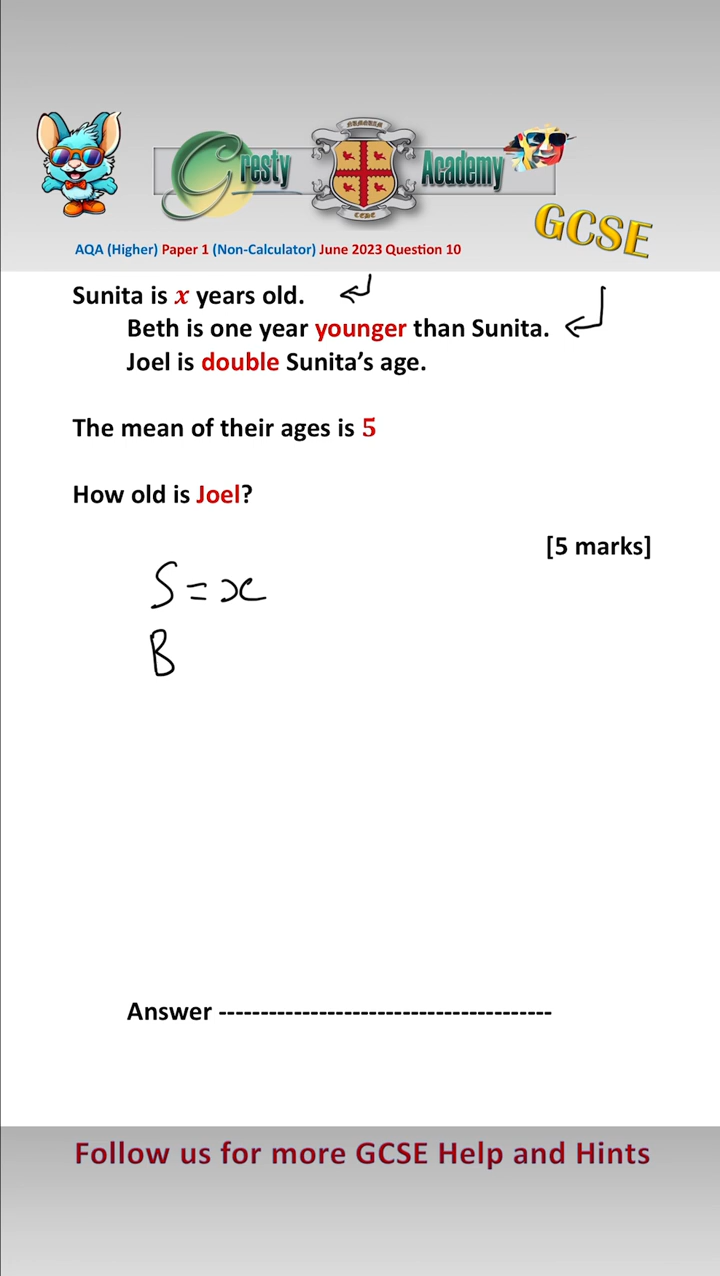 Gresty Academy
NUMQUAM
CEDE
GCSE
AQA (Higher) Paper 1 (Non-Calculator) June 2023 Question 10
Sunita is x years old.
Beth is one year younger than Sunita.
Joel is double Sunita's age.
The mean of their ages is 5
How old is Joel?
[5 marks]
S = x
B
Answer ---------------------------------------
Follow us for more GCSE Help and Hints